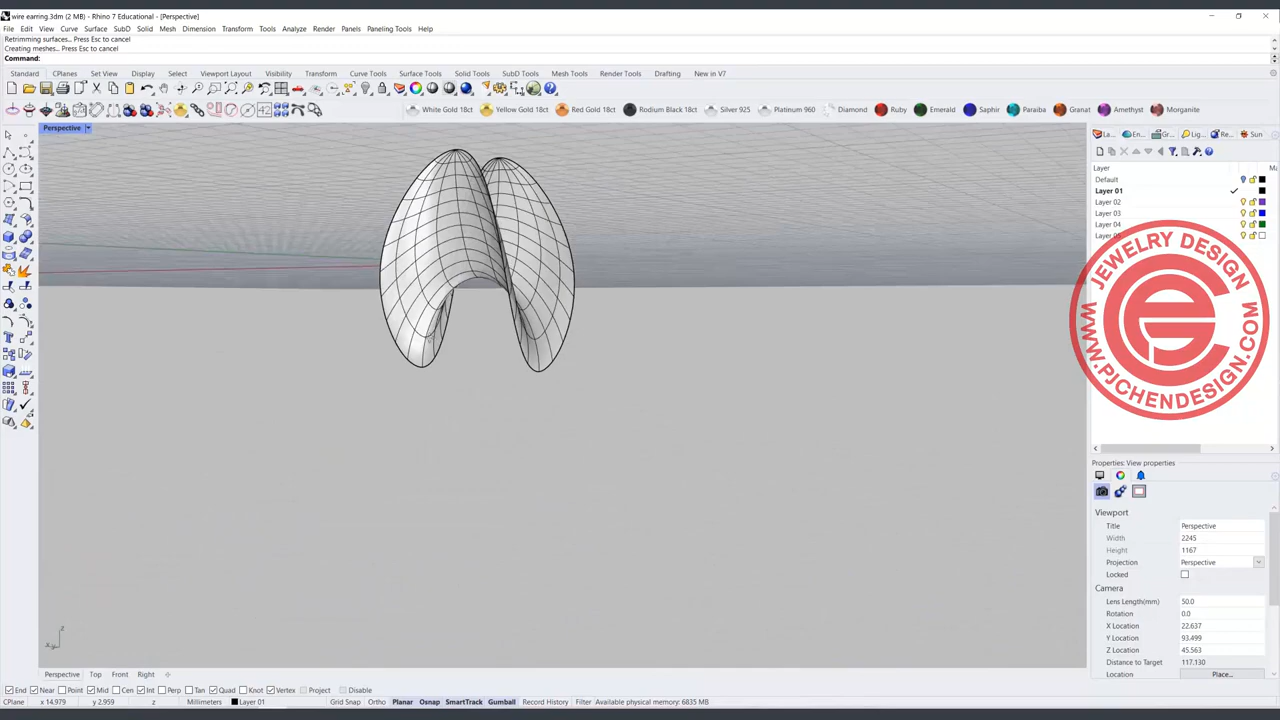 wire earring.3dm (2 MB) - Rhino 7 Educational - [Perspective]
File Edit View Curve Surface SubD Solid Mesh Dimension Transform Tools Analyze Render Panels Paneling Tools Help
Retrimming surfaces... Press Esc to cancel
Creating meshes... Press Esc to cancel
Command:
Standard CPlanes Set View Display Select Viewport Layout Visibility Transform Curve Tools Surface Tools Solid Tools SubD Tools Mesh Tools Render Tools Drafting New in V7
White Gold 18ct Yellow Gold 18ct Red Gold 18ct Rodium Black 18ct Silver 925 Platinum 960 Diamond Ruby Emerald Saphir Paraiba Granat Amethyst Morganite
Perspective
La... En... Gr... Lig... Re... Sun
Layer Ma
Default
Layer 01
Layer 02
Layer 03
Layer 04
JEWELRY DESIGN
WWW.PJCHENDESIGN.COM
Properties: View properties
Viewport
Title Perspective
Width 2245
Height 1167
Projection Perspective
Locked
Camera
Lens Length(mm) 50.0
Rotation 0.0
X Location 22.637
Y Location 93.499
Z Location 45.563
Distance to Target 117.130
Location Place...
z
x y
Perspective Top Front Right
End Near Point Mid Cen Int Perp Tan Quad Knot Vertex Project Disable
CPlane x 14.979 y 2.959 z Millimeters Layer 01 Grid Snap Ortho Planar Osnap SmartTrack Gumball Record History Filter Available physical memory: 6835 MB